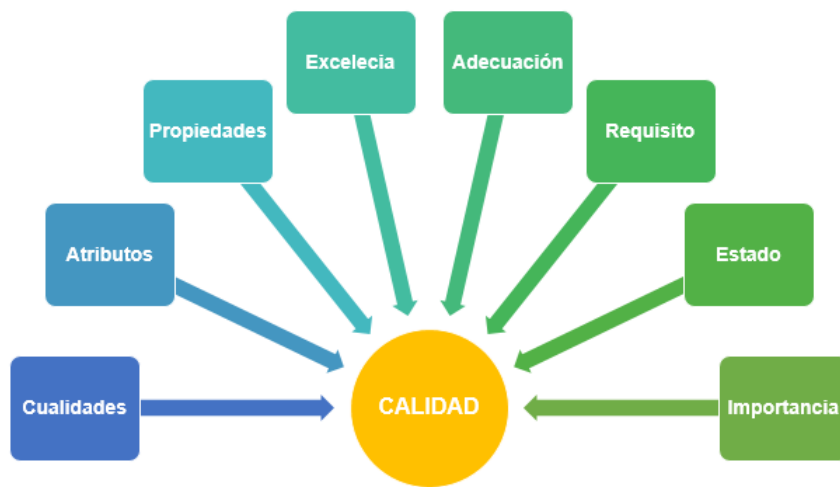 Excelecia
Adecuación
Propiedades
Requisito
Atributos
Estado
Cualidades
CALIDAD
Importancia